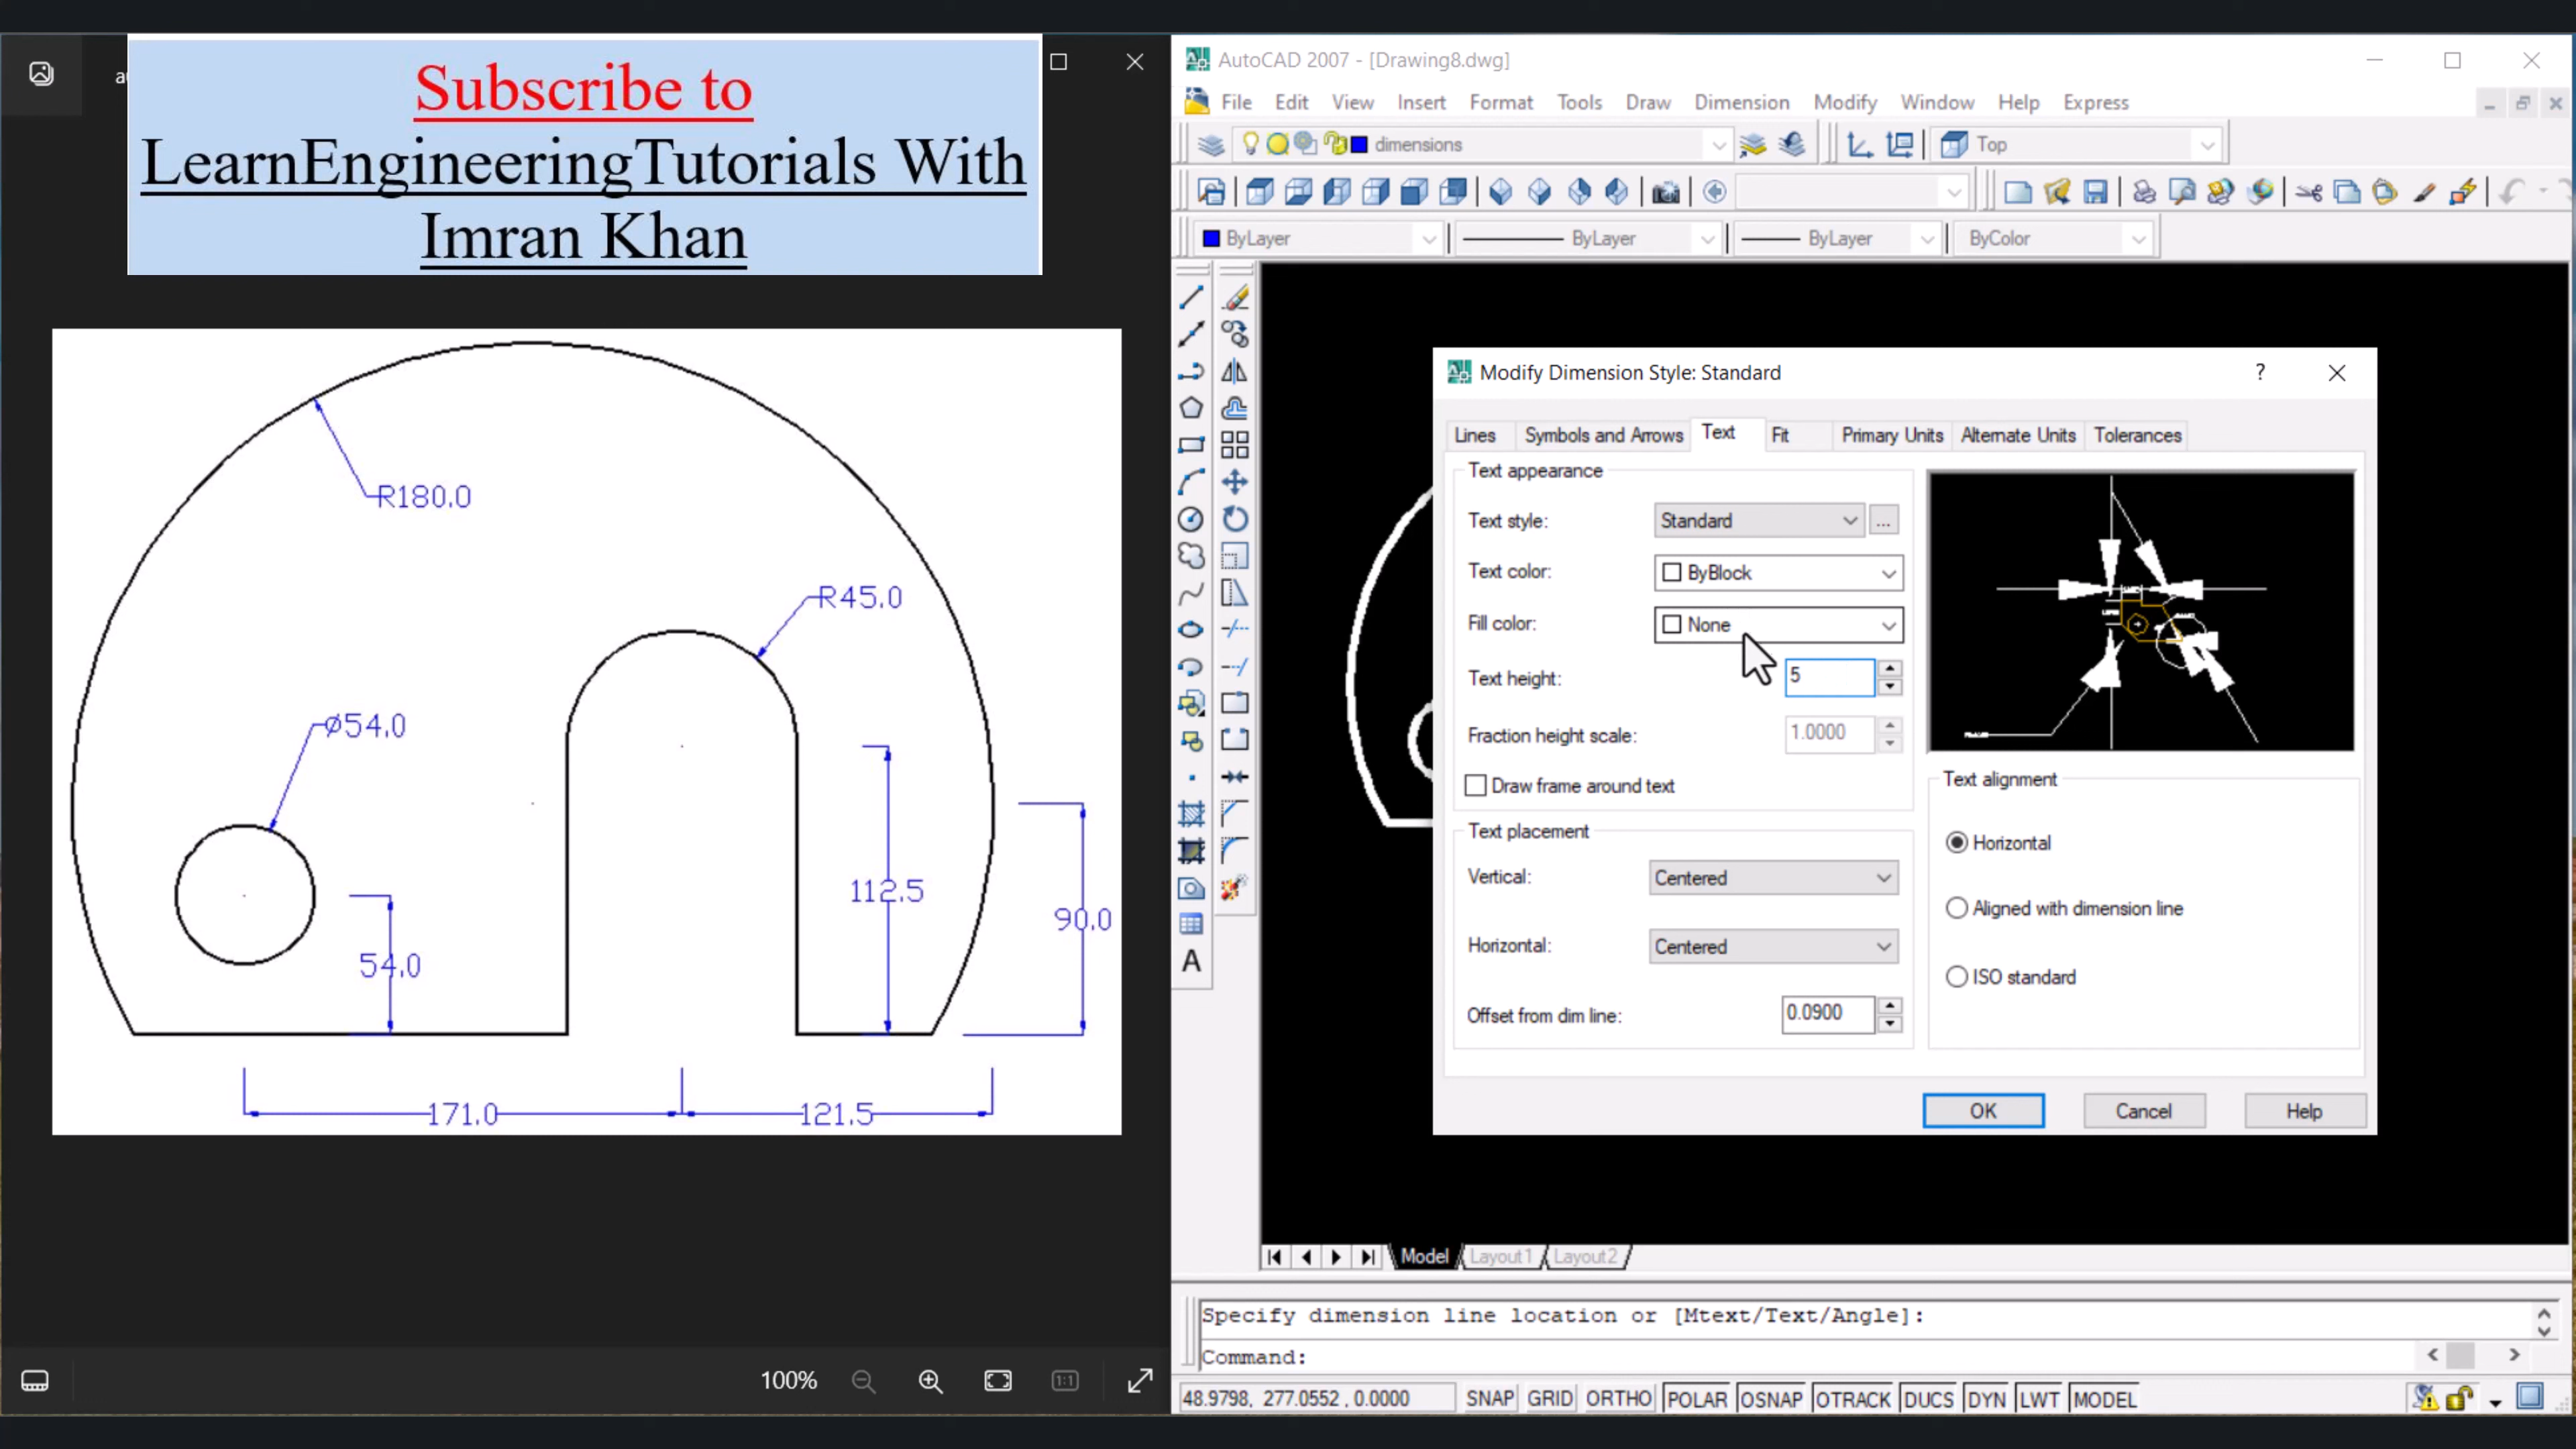 Subscribe to
LearnEngineeringTutorials With
Imran Khan
R180.0
R45.0
Ø54.0
112.5
90.0
54.0
171.0
121.5
100%
1:1
AutoCAD 2007 - [Drawing8.dwg]
File Edit View Insert Format Tools Draw Dimension Modify Window Help Express
dimensions
Top
ByLayer
ByLayer
ByLayer
ByColor
Modify Dimension Style: Standard
Lines Symbols and Arrows Text Fit Primary Units Alternate Units Tolerances
Text appearance
Text style: Standard ...
Text color: ByBlock
Fill color: None
Text height: 5
Fraction height scale: 1.0000
Draw frame around text
Text placement
Vertical: Centered
Horizontal: Centered
Offset from dim line: 0.0900
Text alignment
Horizontal
Aligned with dimension line
ISO standard
OK Cancel Help
A
Model Layout1 Layout2
Specify dimension line location or [Mtext/Text/Angle]:
Command:
48.9798, 277.0552 , 0.0000 SNAP GRID ORTHO POLAR OSNAP OTRACK DUCS DYN LWT MODEL